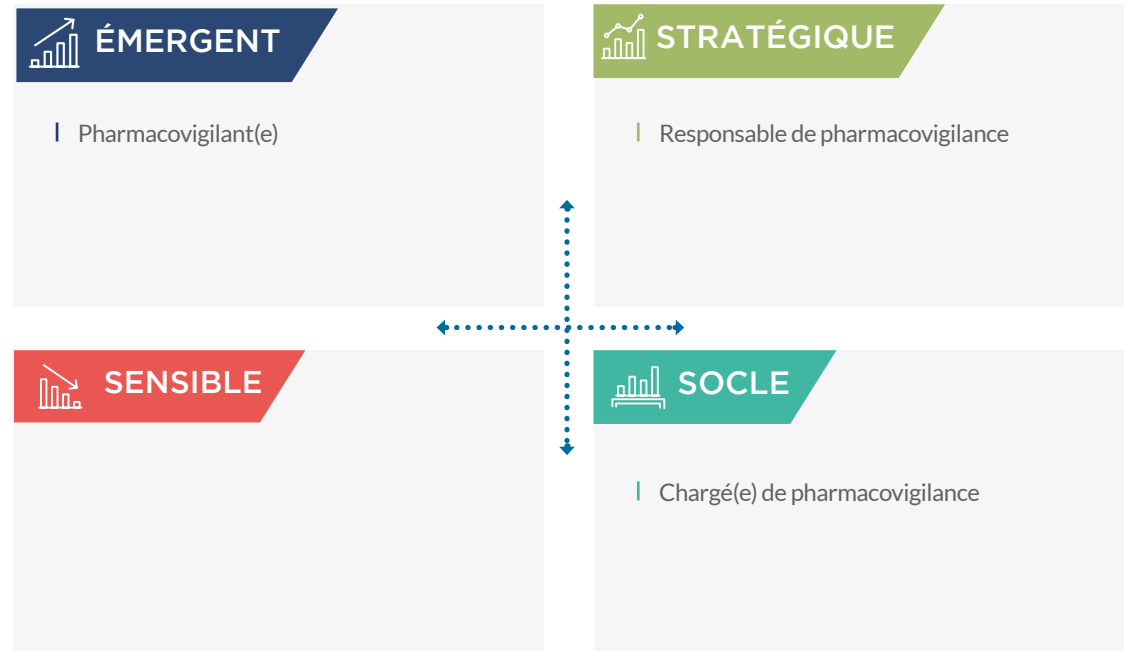 ÉMERGENT
Pharmacovigilant(e)
STRATÉGIQUE
Responsable de pharmacovigilance
SENSIBLE
SOCLE
Chargé(e) de pharmacovigilance